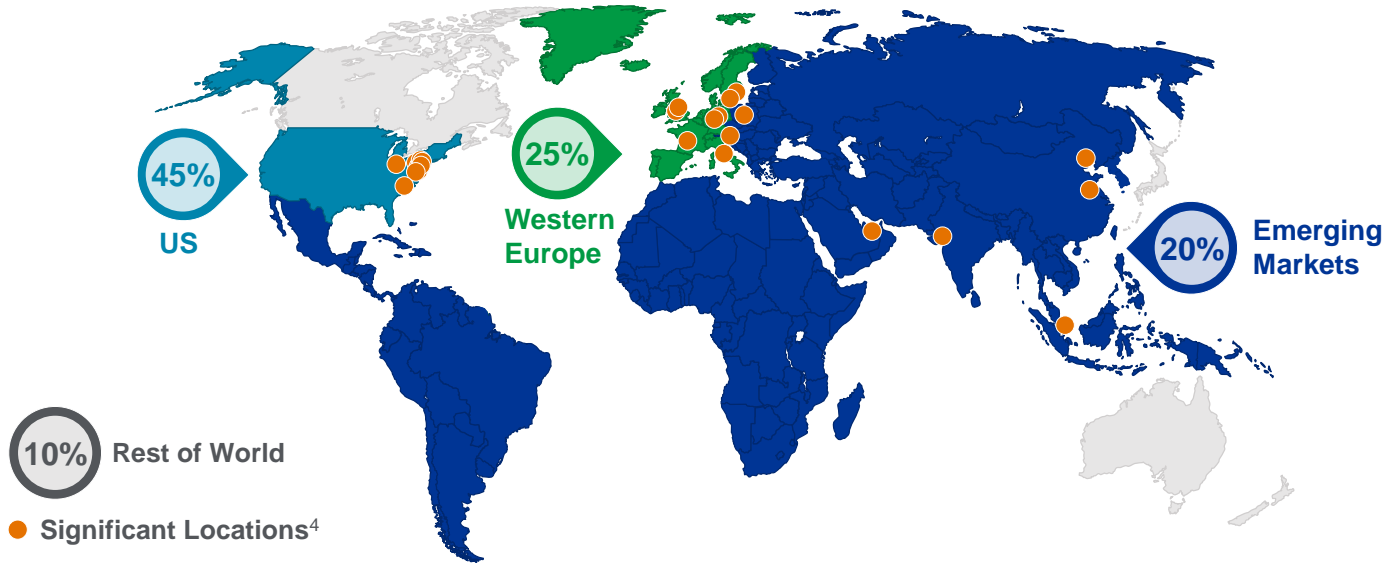 45%
US
25%
Western
Europe
20%
Emerging
Markets
10%
Rest of World
Significant Locations⁴